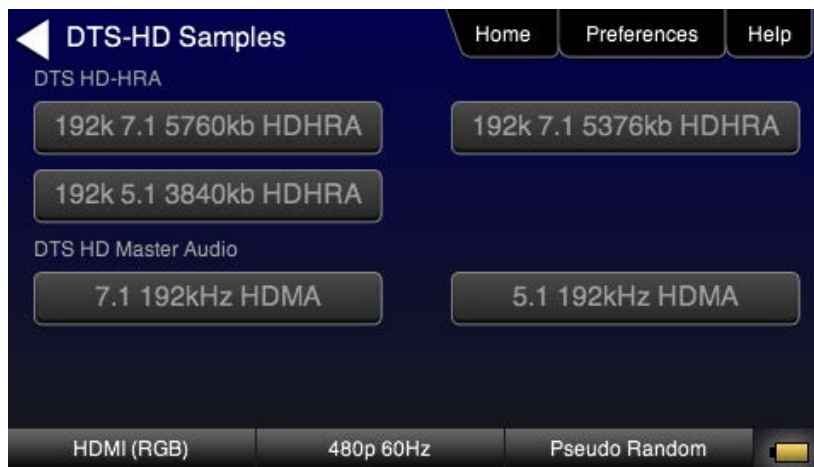 DTS-HD Samples
Home
Preferences
Help
DTS HD-HRA
192k 7.1 5760kb HDHRA
192k 7.1 5376kb HDHRA
192k 5.1 3840kb HDHRA
DTS HD Master Audio
7.1 192kHz HDMA
5.1 192kHz HDMA
HDMI (RGB)
480p 60Hz
Pseudo Random